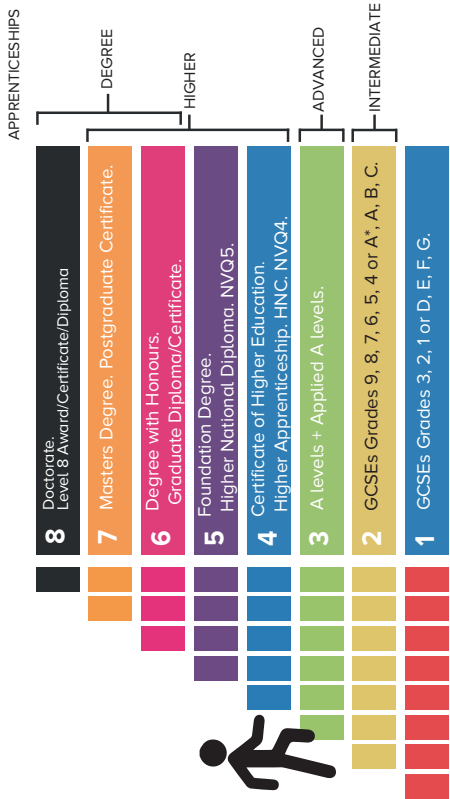 APPRENTICESHIPS
DEGREE
HIGHER
ADVANCED
INTERMEDIATE
8
Doctorate.
Level 8 Award/Certificate/Diploma
7
Masters Degree. Postgraduate Certificate.
6
Degree with Honours.
Graduate Diploma/Certificate.
5
Foundation Degree.
Higher National Diploma. NVQ5.
4
Certificate of Higher Education.
Higher Apprenticeship. HNC. NVQ4.
3
A levels + Applied A levels.
2
GCSEs Grades 9, 8, 7, 6, 5, 4 or A*, A, B, C.
1
GCSEs Grades 3, 2, 1 or D, E, F, G.